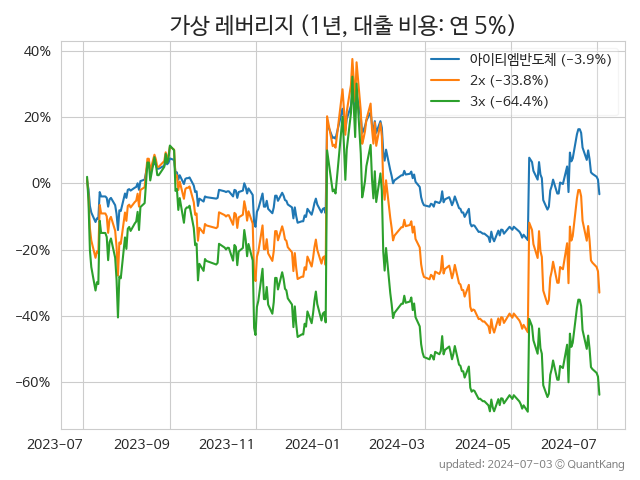 가상 레버리지 (1년, 대출 비용: 연 5%)
아이티엠반도체 (−3.9%)
2x (−33.8%)
3x (−64.4%)
40%
20%
0%
−20%
−40%
−60%
2023-07 2023-09 2023-11 2024-01 2024-03 2024-05 2024-07
updated: 2024-07-03 © QuantKang